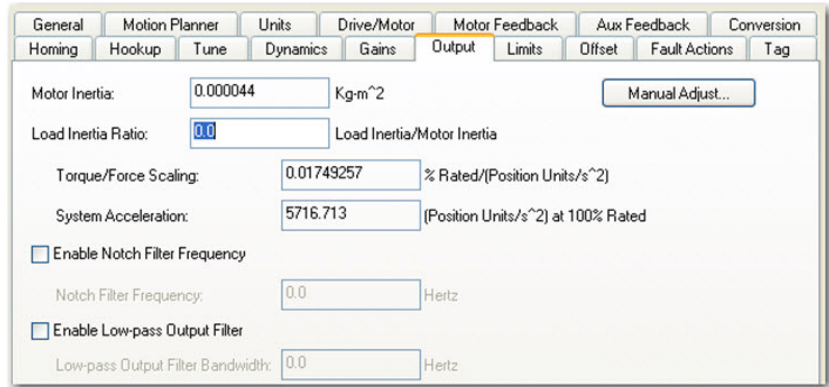 General Motion Planner Units Drive/Motor Motor Feedback Aux Feedback Conversion
Homing Hookup Tune Dynamics Gains Output Limits Offset Fault Actions Tag
Motor Inertia: 0.000044 Kg-m^2 Manual Adjust...
Load Inertia Ratio: 0.0 Load Inertia/Motor Inertia
Torque/Force Scaling: 0.01749257 % Rated/(Position Units/s^2)
System Acceleration: 5716.713 (Position Units/s^2) at 100% Rated
Enable Notch Filter Frequency
Notch Filter Frequency: 0.0 Hertz
Enable Low-pass Output Filter
Low-pass Output Filter Bandwidth: 0.0 Hertz